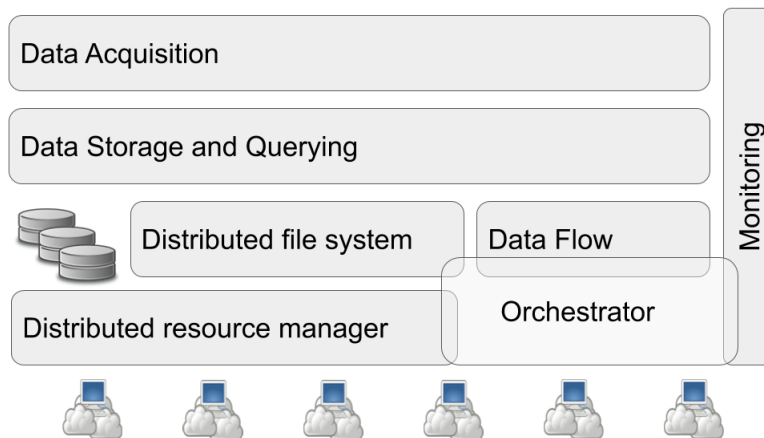 Data Acquisition
Data Storage and Querying
Distributed file system
Data Flow
Orchestrator
Distributed resource manager
Monitoring